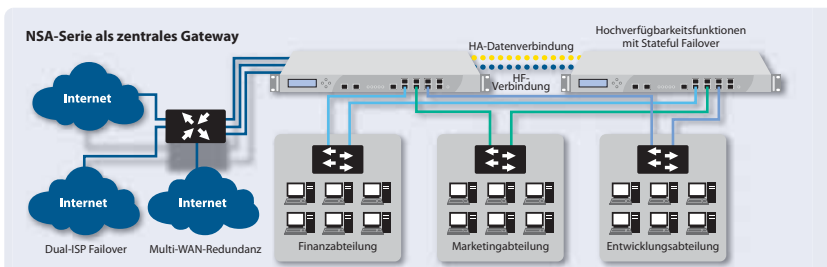 NSA-Serie als zentrales Gateway
Hochverfügbarkeitsfunktionen
mit Stateful Failover
HA-Datenverbindung
HF-
Verbindung
Internet
Internet
Internet
Dual-ISP Failover
Multi-WAN-Redundanz
Finanzabteilung
Marketingabteilung
Entwicklungsabteilung